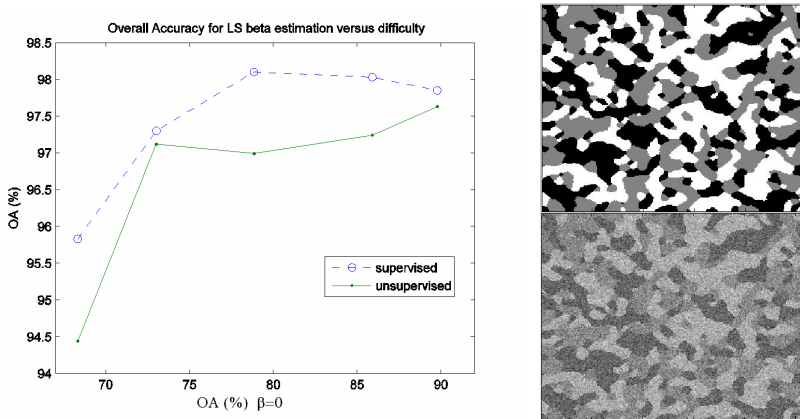 Overall Accuracy for LS beta estimation versus difficulty
98.5
98
97.5
97
96.5
96
95.5
95
94.5
94
OA (%)
supervised
unsupervised
70 75 80 85 90
OA (%) β=0